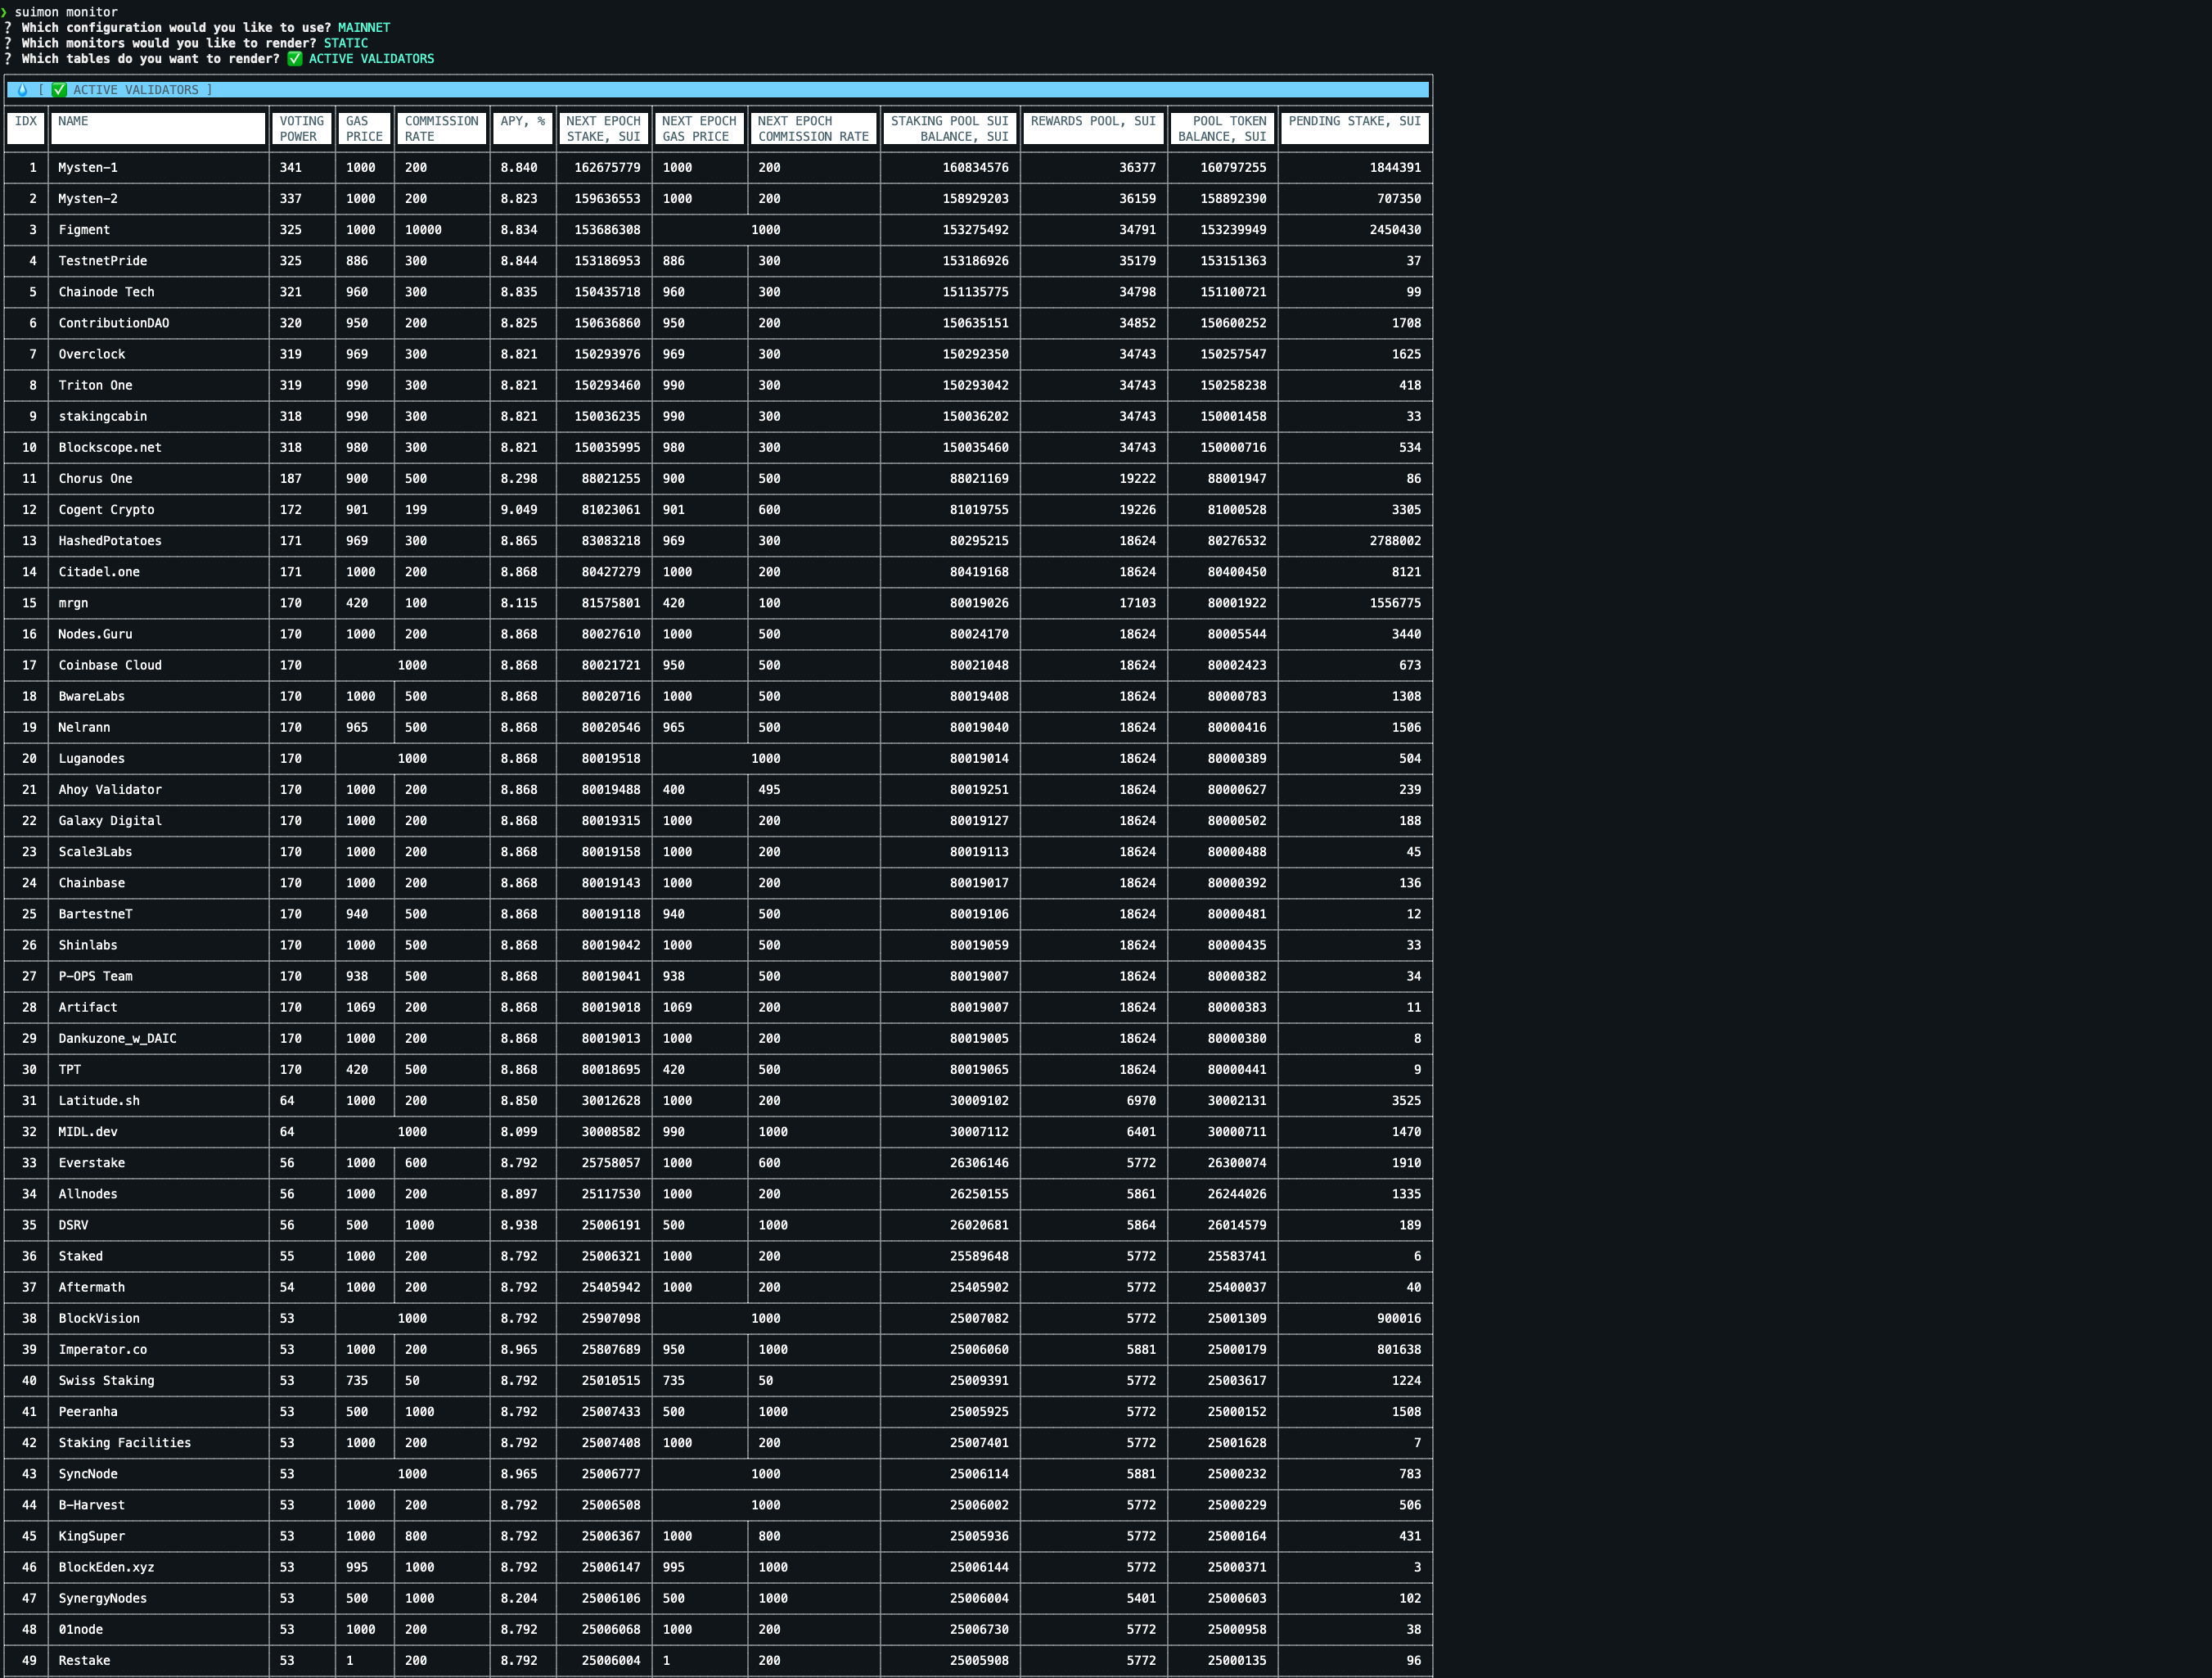 ❯ suimon monitor
? Which configuration would you like to use? MAINNET
? Which monitors would you like to render? STATIC
? Which tables do you want to render? ✅ ACTIVE VALIDATORS
💧 [ ✅ ACTIVE VALIDATORS ]
IDX NAME VOTING GAS COMMISSION APY, % NEXT EPOCH NEXT EPOCH NEXT EPOCH STAKING POOL SUI REWARDS POOL, SUI POOL TOKEN PENDING STAKE, SUI
POWER PRICE RATE STAKE, SUI GAS PRICE COMMISSION RATE BALANCE, SUI BALANCE, SUI
1 Mysten-1 341 1000 200 8.840 162675779 1000 200 160834576 36377 160797255 1844391
2 Mysten-2 337 1000 200 8.823 159636553 1000 200 158929203 36159 158892390 707350
3 Figment 325 1000 10000 8.834 153686308 1000 153275492 34791 153239949 2450430
4 TestnetPride 325 886 300 8.844 153186953 886 300 153186926 35179 153151363 37
5 Chainode Tech 321 960 300 8.835 150435718 960 300 151135775 34798 151100721 99
6 ContributionDAO 320 950 200 8.825 150636860 950 200 150635151 34852 150600252 1708
7 Overclock 319 969 300 8.821 150293976 969 300 150292350 34743 150257547 1625
8 Triton One 319 990 300 8.821 150293460 990 300 150293042 34743 150258238 418
9 stakingcabin 318 990 300 8.821 150036235 990 300 150036202 34743 150001458 33
10 Blockscope.net 318 980 300 8.821 150035995 980 300 150035460 34743 150000716 534
11 Chorus One 187 900 500 8.298 88021255 900 500 88021169 19222 88001947 86
12 Cogent Crypto 172 901 199 9.049 81023061 901 600 81019755 19226 81000528 3305
13 HashedPotatoes 171 969 300 8.865 83083218 969 300 80295215 18624 80276532 2788002
14 Citadel.one 171 1000 200 8.868 80427279 1000 200 80419168 18624 80400450 8121
15 mrgn 170 420 100 8.115 81575801 420 100 80019026 17103 80001922 1556775
16 Nodes.Guru 170 1000 200 8.868 80027610 1000 500 80024170 18624 80005544 3440
17 Coinbase Cloud 170 1000 8.868 80021721 950 500 80021048 18624 80002423 673
18 BwareLabs 170 1000 500 8.868 80020716 1000 500 80019408 18624 80000783 1308
19 Nelrann 170 965 500 8.868 80020546 965 500 80019040 18624 80000416 1506
20 Luganodes 170 1000 8.868 80019518 1000 80019014 18624 80000389 504
21 Ahoy Validator 170 1000 200 8.868 80019488 400 495 80019251 18624 80000627 239
22 Galaxy Digital 170 1000 200 8.868 80019315 1000 200 80019127 18624 80000502 188
23 Scale3Labs 170 1000 200 8.868 80019158 1000 200 80019113 18624 80000488 45
24 Chainbase 170 1000 200 8.868 80019143 1000 200 80019017 18624 80000392 136
25 BartestneT 170 940 500 8.868 80019118 940 500 80019106 18624 80000481 12
26 Shinlabs 170 1000 500 8.868 80019042 1000 500 80019059 18624 80000435 33
27 P-OPS Team 170 938 500 8.868 80019041 938 500 80019007 18624 80000382 34
28 Artifact 170 1069 200 8.868 80019018 1069 200 80019007 18624 80000383 11
29 Dankuzone_w_DAIC 170 1000 200 8.868 80019013 1000 200 80019005 18624 80000380 8
30 TPT 170 420 500 8.868 80018695 420 500 80019065 18624 80000441 9
31 Latitude.sh 64 1000 200 8.850 30012628 1000 200 30009102 6970 30002131 3525
32 MIDL.dev 64 1000 8.099 30008582 990 1000 30007112 6401 30000711 1470
33 Everstake 56 1000 600 8.792 25758057 1000 600 26306146 5772 26300074 1910
34 Allnodes 56 1000 200 8.897 25117530 1000 200 26250155 5861 26244026 1335
35 DSRV 56 500 1000 8.938 25006191 500 1000 26020681 5864 26014579 189
36 Staked 55 1000 200 8.792 25006321 1000 200 25589648 5772 25583741 6
37 Aftermath 54 1000 200 8.792 25405942 1000 200 25405902 5772 25400037 40
38 BlockVision 53 1000 8.792 25907098 1000 25007082 5772 25001309 900016
39 Imperator.co 53 1000 200 8.965 25807689 950 1000 25006060 5881 25000179 801638
40 Swiss Staking 53 735 50 8.792 25010515 735 50 25009391 5772 25003617 1224
41 Peeranha 53 500 1000 8.792 25007433 500 1000 25005925 5772 25000152 1508
42 Staking Facilities 53 1000 200 8.792 25007408 1000 200 25007401 5772 25001628 7
43 SyncNode 53 1000 8.965 25006777 1000 25006114 5881 25000232 783
44 B-Harvest 53 1000 200 8.792 25006508 1000 25006002 5772 25000229 506
45 KingSuper 53 1000 800 8.792 25006367 1000 800 25005936 5772 25000164 431
46 BlockEden.xyz 53 995 1000 8.792 25006147 995 1000 25006144 5772 25000371 3
47 SynergyNodes 53 500 1000 8.204 25006106 500 1000 25006004 5401 25000603 102
48 01node 53 1000 200 8.792 25006068 1000 200 25006730 5772 25000958 38
49 Restake 53 1 200 8.792 25006004 1 200 25005908 5772 25000135 96